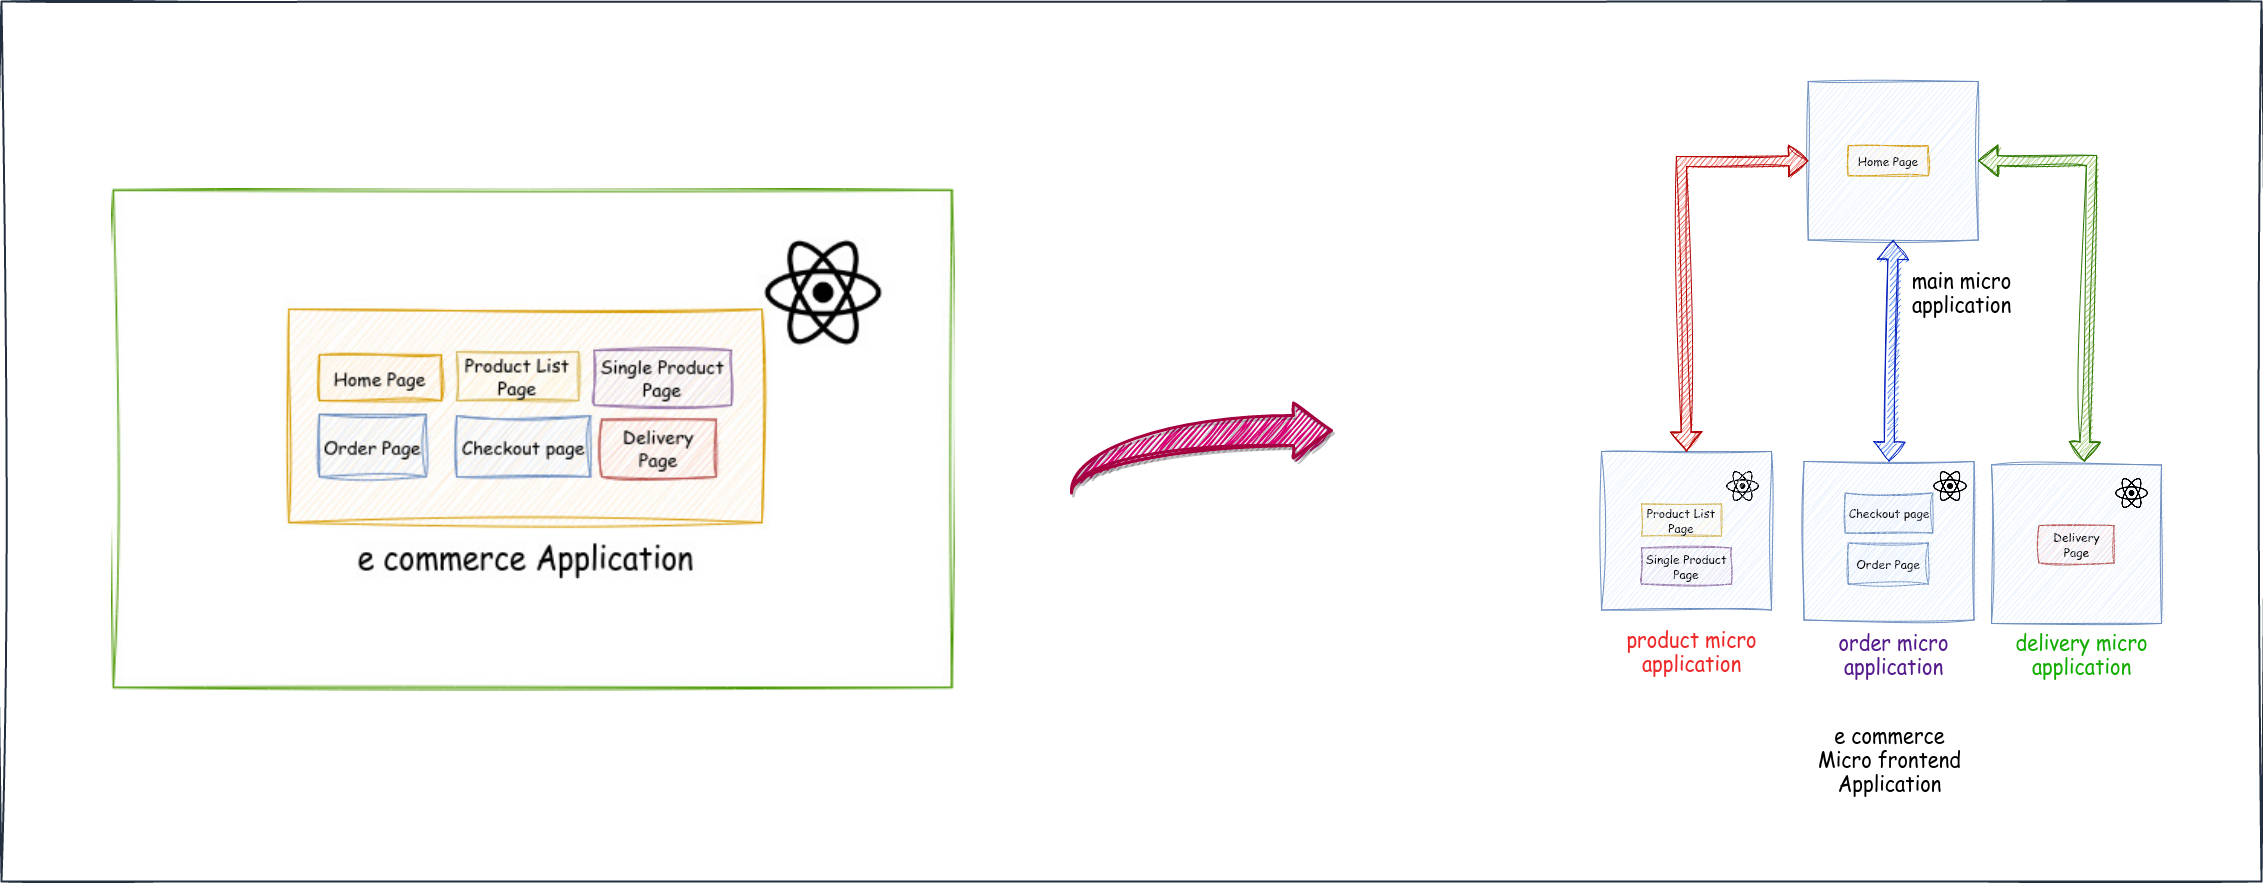 Home Page
Product List
Page
Single Product
Page
Order Page
Checkout page
Delivery
Page
e commerce Application
Home Page
main micro
application
Product List
Page
Single Product
Page
Checkout page
Order Page
Delivery
Page
product micro
application
order micro
application
delivery micro
application
e commerce
Micro frontend
Application